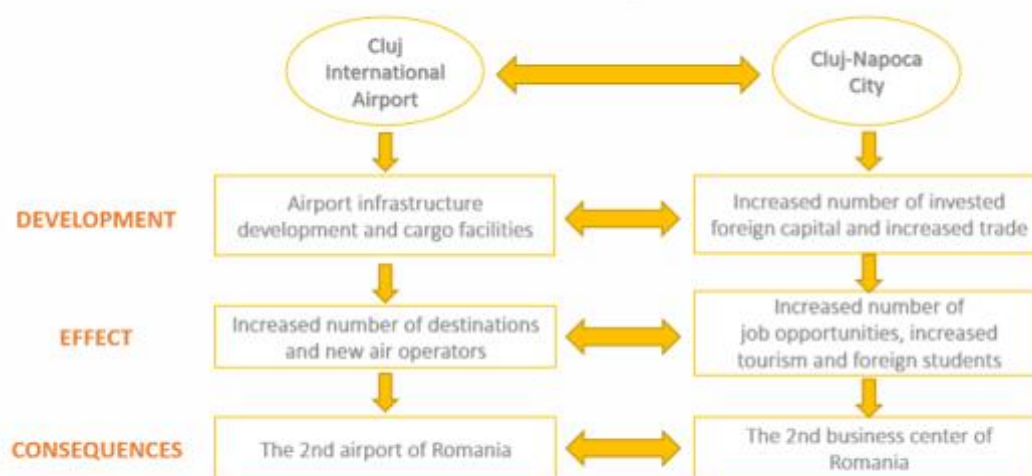 Cluj
International
Airport
Cluj-Napoca
City
DEVELOPMENT
Airport infrastructure
development and cargo facilities
Increased number of invested
foreign capital and increased trade
EFFECT
Increased number of destinations
and new air operators
Increased number of
job opportunities, increased
tourism and foreign students
CONSEQUENCES
The 2nd airport of Romania
The 2nd business center of
Romania